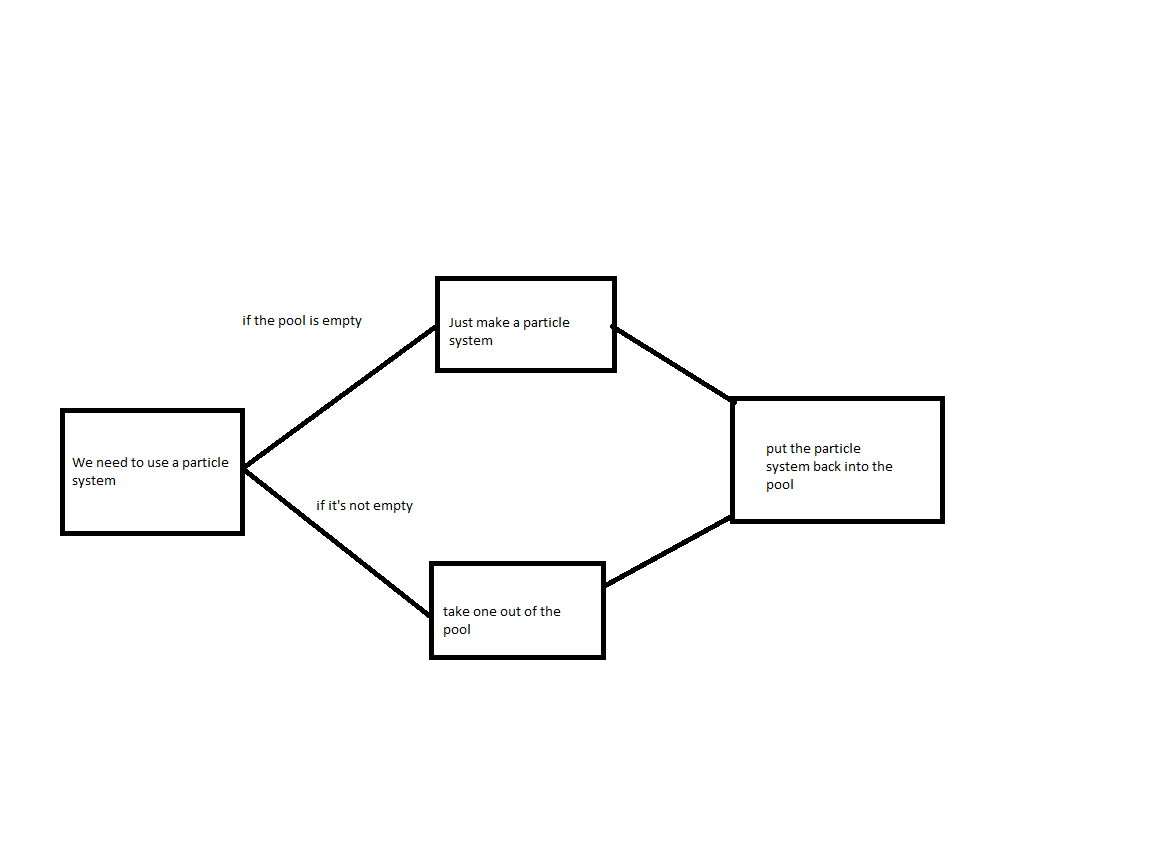 if the pool is empty
Just make a particle
system
We need to use a particle
system
put the particle
system back into the
pool
if it's not empty
take one out of the
pool